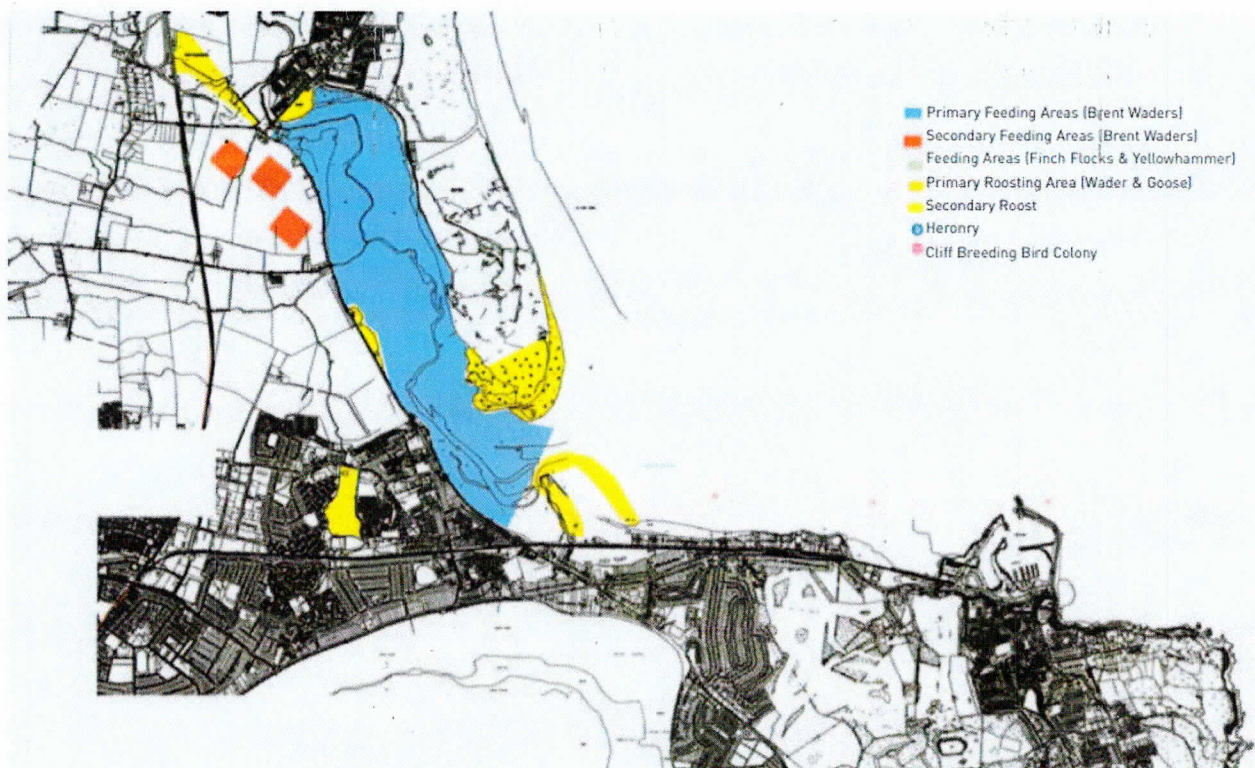 Primary Feeding Areas (Brent Waders)
Secondary Feeding Areas (Brent Waders)
Feeding Areas (Finch Flocks & Yellowhammer)
Primary Roosting Area (Wader & Goose)
Secondary Roost
Heronry
Cliff Breeding Bird Colony